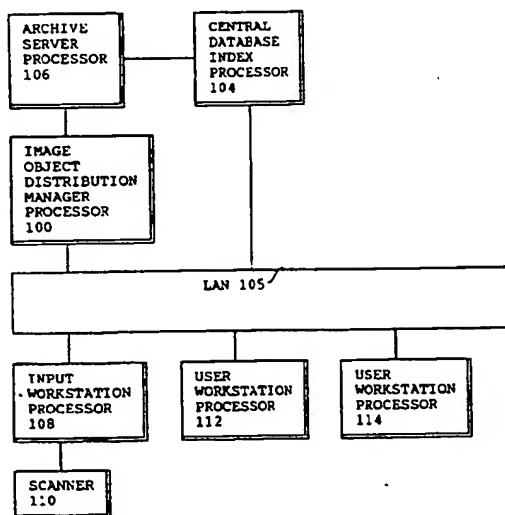 ARCHIVE
SERVER
PROCESSOR
106
CENTRAL
DATABASE
INDEX
PROCESSOR
104
IMAGE
OBJECT
DISTRIBUTION
MANAGER
PROCESSOR
100
LAN 105
INPUT
WORKSTATION
PROCESSOR
108
USER
WORKSTATION
PROCESSOR
112
USER
WORKSTATION
PROCESSOR
114
SCANNER
110